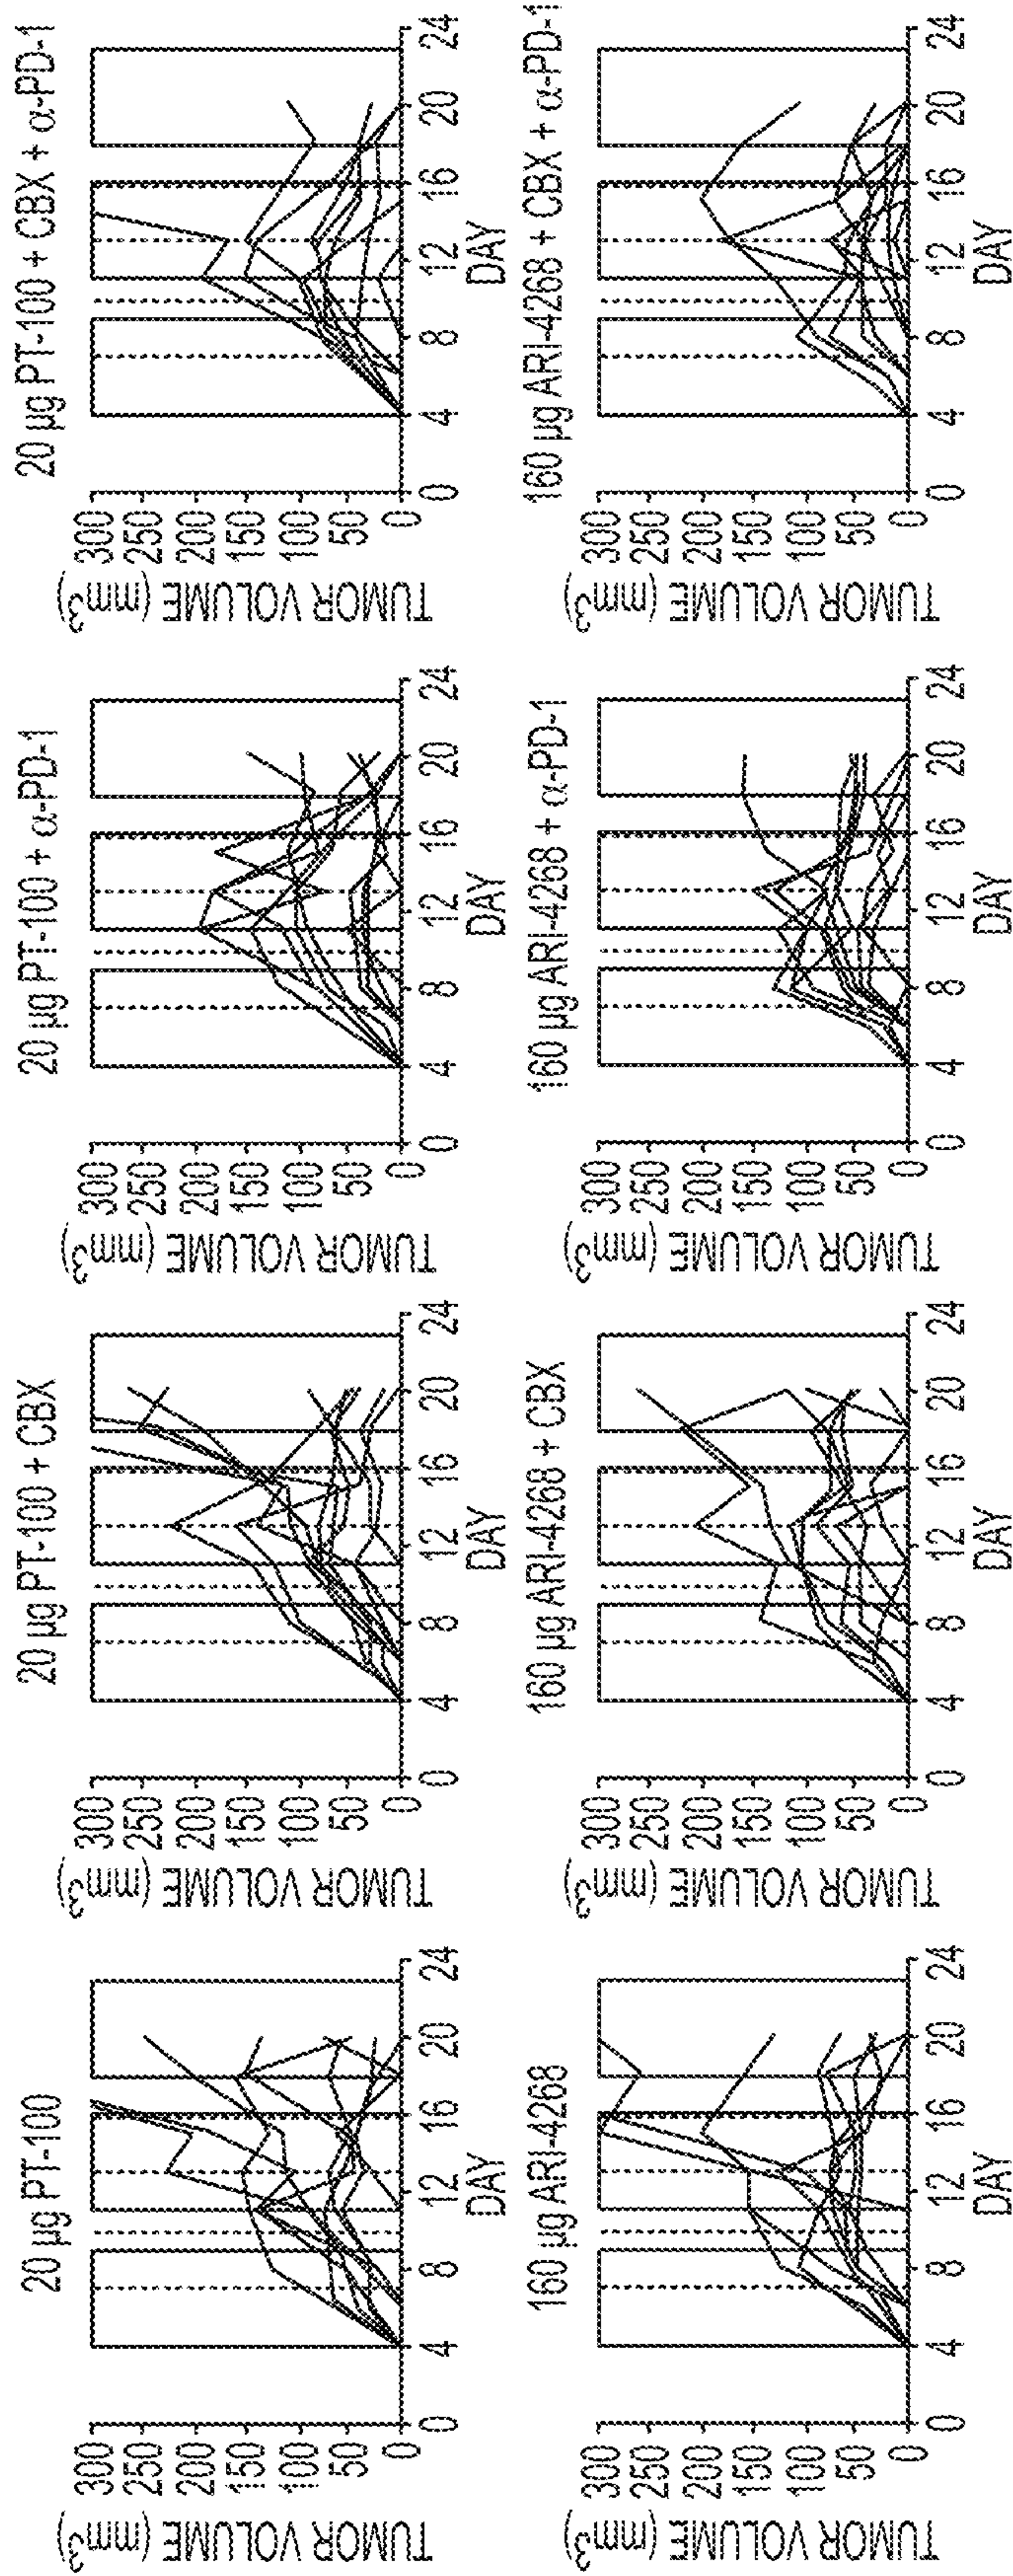 20 µg PT-100
TUMOR VOLUME (mm³)
300
250
200
150
100
50
0
0 4 8 12 16 20 24
DAY
20 µg PT-100 + CBX
TUMOR VOLUME (mm³)
300
250
200
150
100
50
0
0 4 8 12 16 20 24
DAY
20 µg PT-100 + α-PD-1
TUMOR VOLUME (mm³)
300
250
200
150
100
50
0
0 4 8 12 16 20 24
DAY
20 µg PT-100 + CBX + α-PD-1
TUMOR VOLUME (mm³)
300
250
200
150
100
50
0
0 4 8 12 16 20 24
DAY
160 µg ARI-4268
TUMOR VOLUME (mm³)
300
250
200
150
100
50
0
0 4 8 12 16 20 24
DAY
160 µg ARI-4268 + CBX
TUMOR VOLUME (mm³)
300
250
200
150
100
50
0
0 4 8 12 16 20 24
DAY
160 µg ARI-4268 + α-PD-1
TUMOR VOLUME (mm³)
300
250
200
150
100
50
0
0 4 8 12 16 20 24
DAY
160 µg ARI-4268 + CBX + α-PD-1
TUMOR VOLUME (mm³)
300
250
200
150
100
50
0
0 4 8 12 16 20 24
DAY